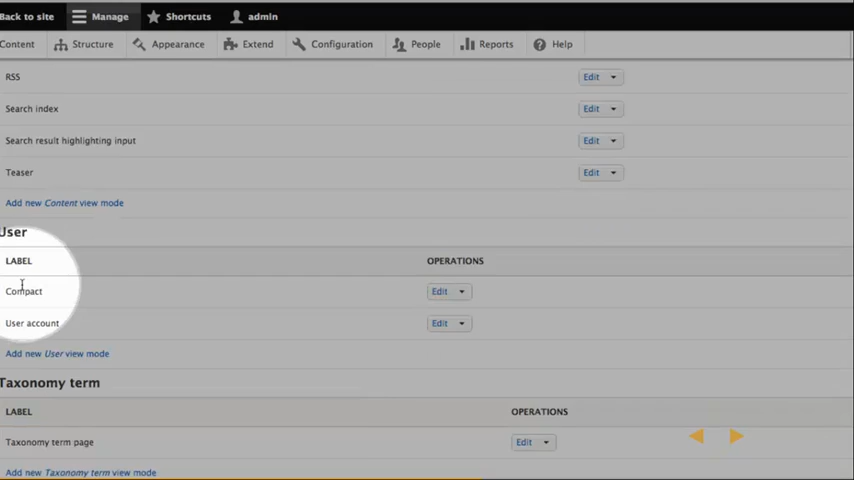 Back to site Manage Shortcuts admin
Content Structure Appearance Extend Configuration People Reports Help
RSS Edit
Search index Edit
Search result highlighting input Edit
Teaser Edit
Add new Content view mode
User
LABEL OPERATIONS
Compact Edit
User account Edit
Add new User view mode
Taxonomy term
LABEL OPERATIONS
Taxonomy term page Edit
Add new Taxonomy term view mode